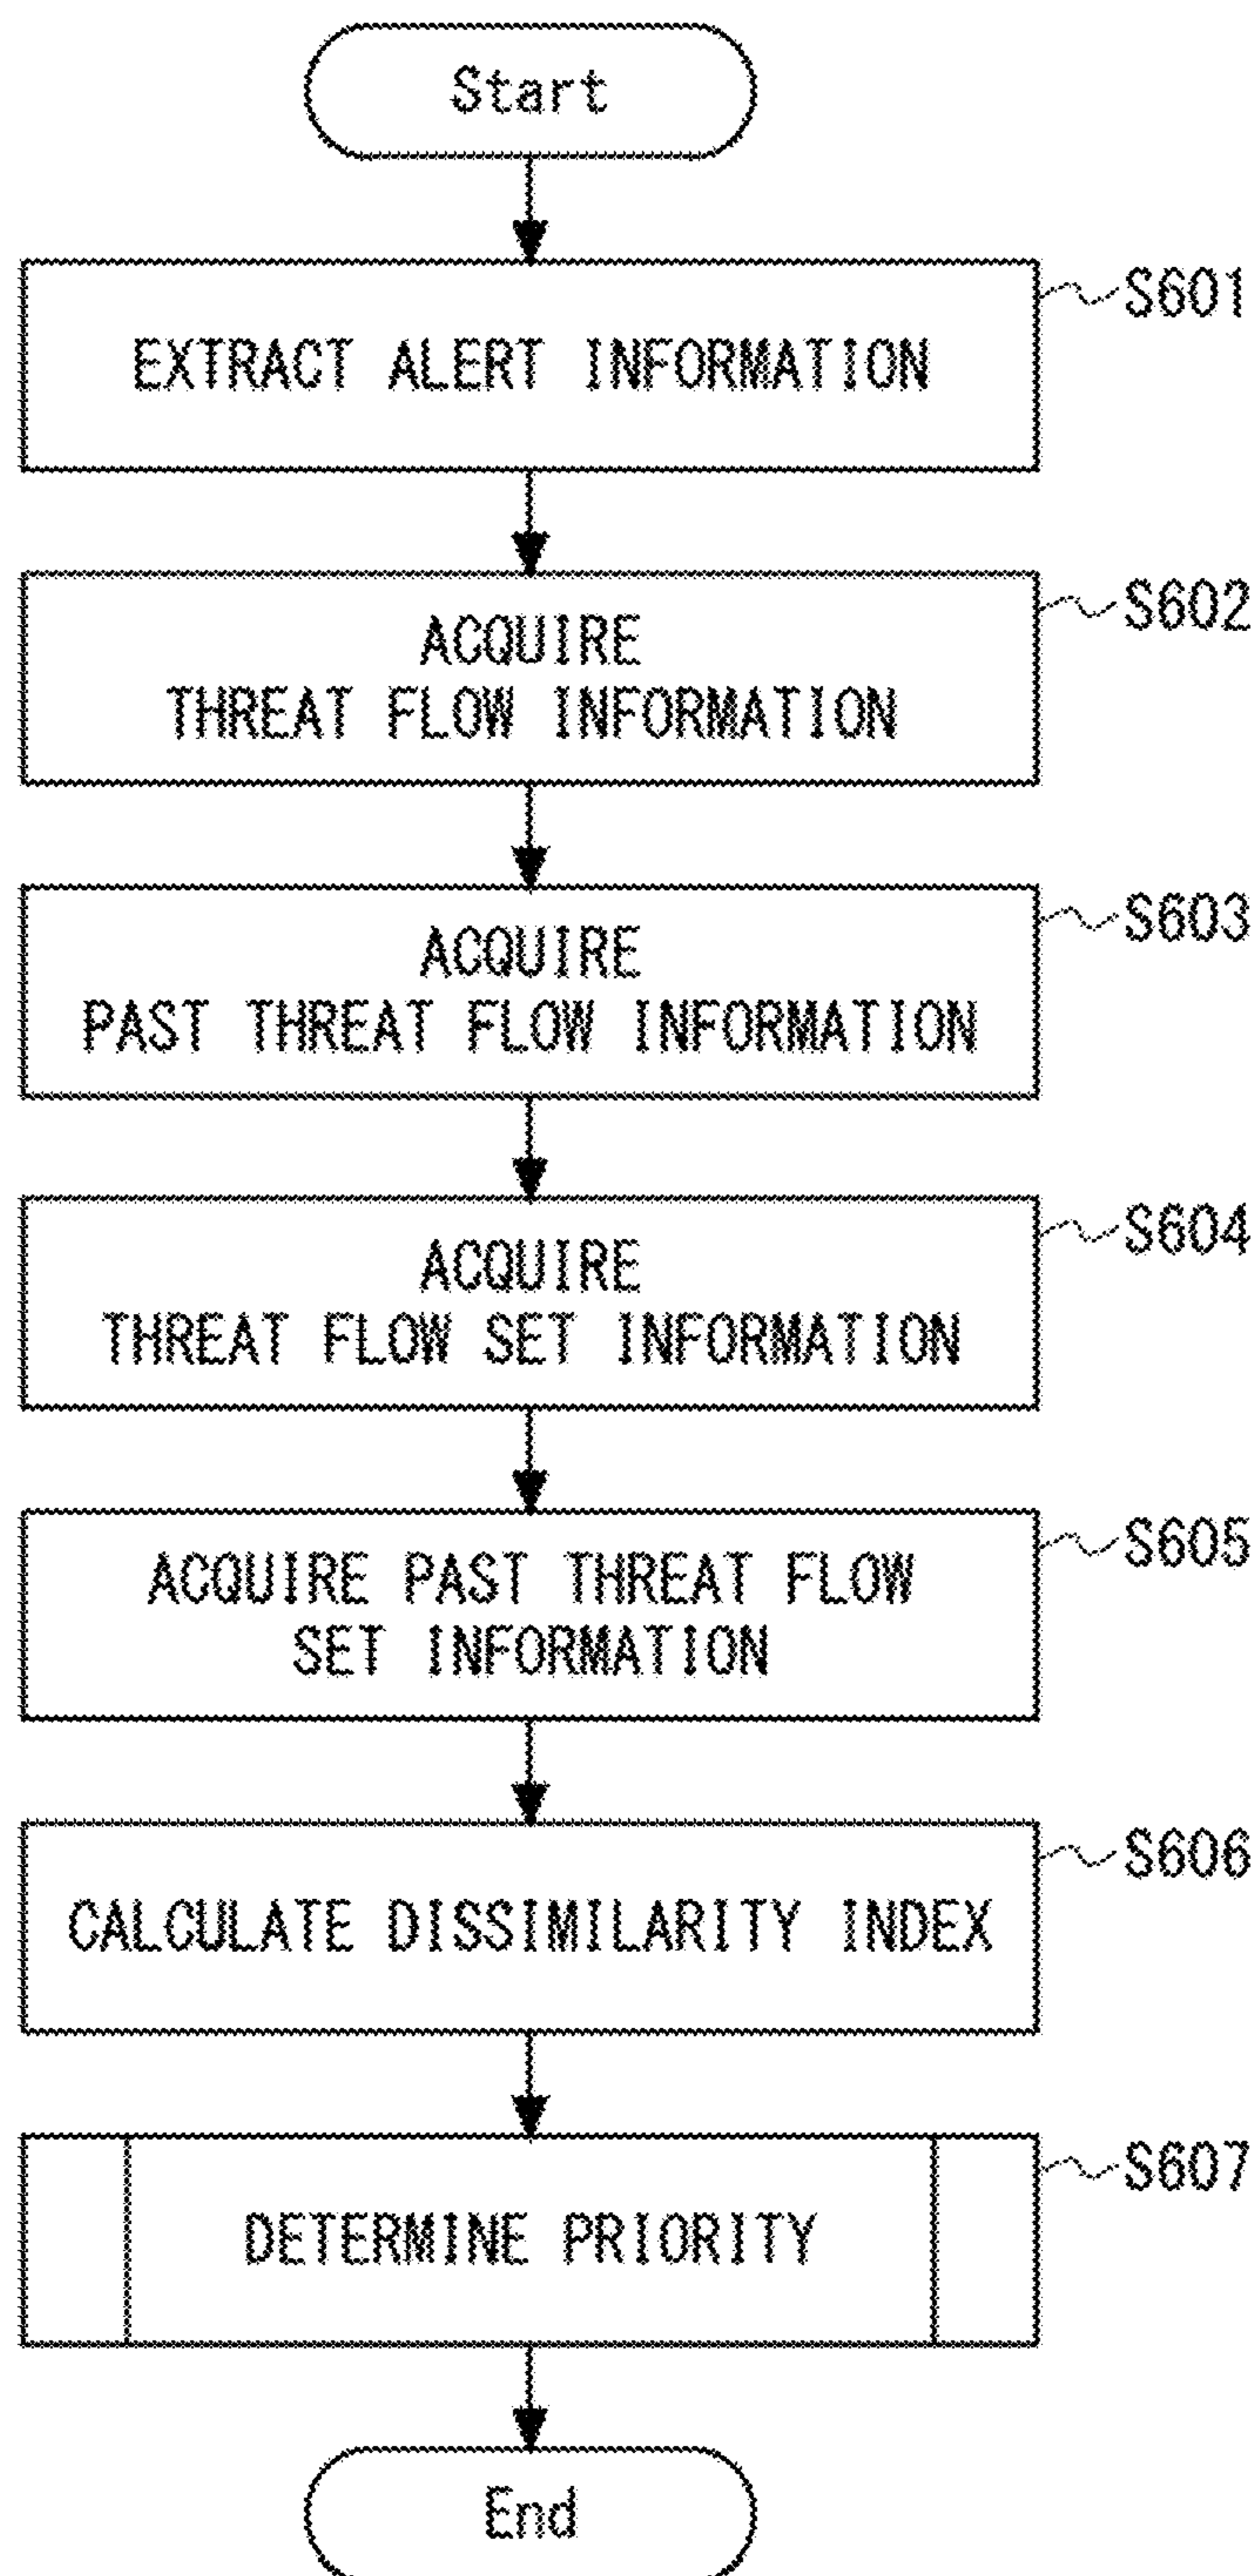 Start
S601
EXTRACT ALERT INFORMATION
S602
ACQUIRE
THREAT FLOW INFORMATION
S603
ACQUIRE
PAST THREAT FLOW INFORMATION
S604
ACQUIRE
THREAT FLOW SET INFORMATION
S605
ACQUIRE PAST THREAT FLOW
SET INFORMATION
S606
CALCULATE DISSIMILARITY INDEX
S607
DETERMINE PRIORITY
End